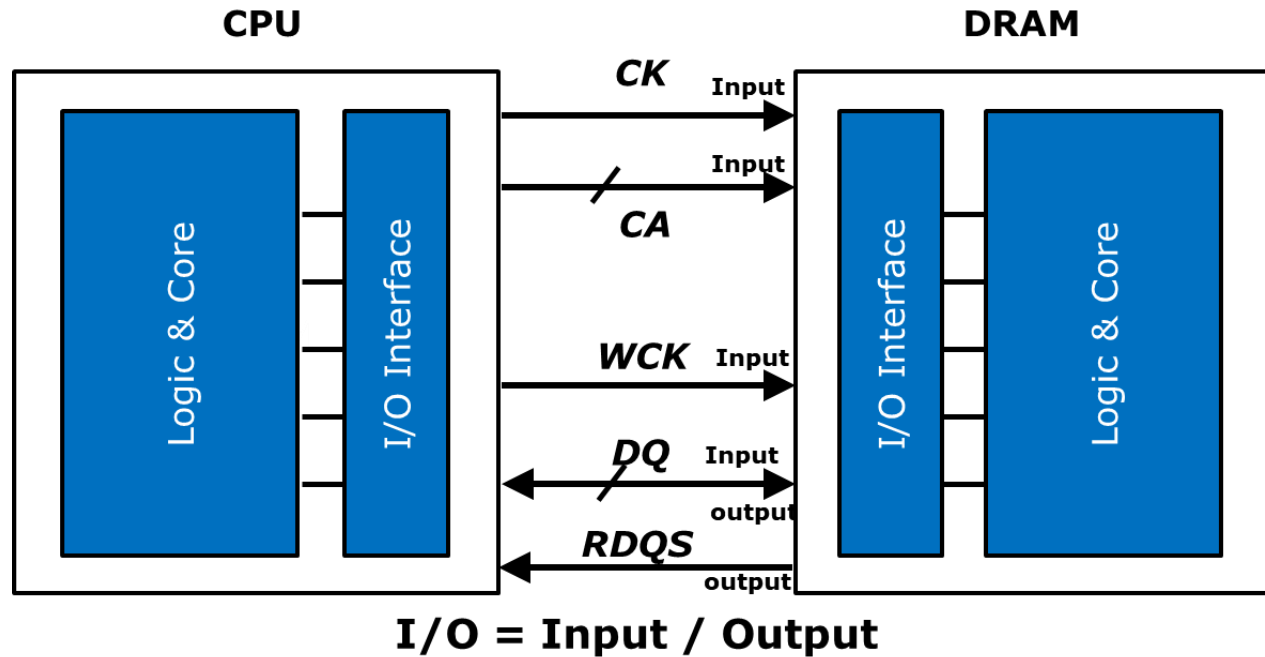 CPU
DRAM
CK
Input
Input
CA
WCK
Input
DQ
Input
output
RDQS
output
Logic & Core
I/O Interface
I/O Interface
Logic & Core
I/O = Input / Output